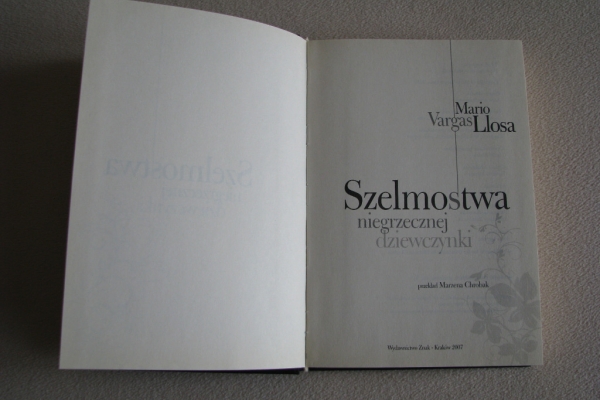 Mario
Vargas Llosa
Szelmostwa
niegrzecznej
dziewczynki
przekład Marzena Chrobak
Wydawnictwo Znak • Kraków 2007